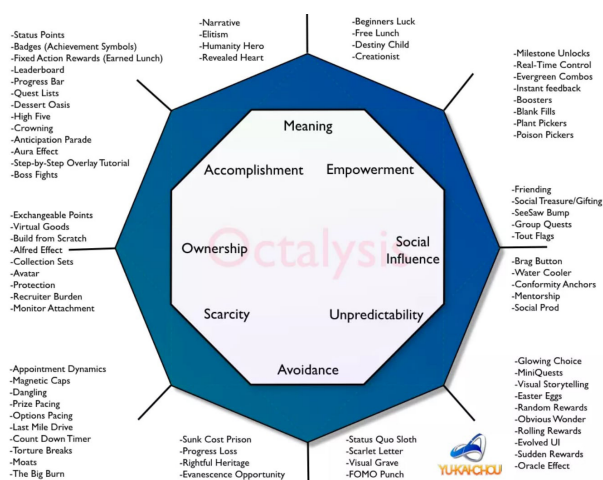 -Narrative
-Elitism
-Humanity Hero
-Revealed Heart
-Beginners Luck
-Free Lunch
-Destiny Child
-Creationist
-Status Points
-Badges (Achievement Symbols)
-Fixed Action Rewards (Earned Lunch)
-Leaderboard
-Progress Bar
-Quest Lists
-Dessert Oasis
-High Five
-Crowning
-Anticipation Parade
-Aura Effect
-Step-by-Step Overlay Tutorial
-Boss Fights
-Milestone Unlocks
-Real-Time Control
-Evergreen Combos
-Instant feedback
-Boosters
-Blank Fills
-Plant Pickers
-Poison Pickers
Meaning
Accomplishment
Empowerment
Ownership
Octalysis
Social
Influence
Scarcity
Unpredictability
Avoidance
-Exchangeable Points
-Virtual Goods
-Build from Scratch
-Alfred Effect
-Collection Sets
-Avatar
-Protection
-Recruiter Burden
-Monitor Attachment
-Friending
-Social Treasure/Gifting
-SeeSaw Bump
-Group Quests
-Tout Flags
-Brag Button
-Water Cooler
-Conformity Anchors
-Mentorship
-Social Prod
-Appointment Dynamics
-Magnetic Caps
-Dangling
-Prize Pacing
-Options Pacing
-Last Mile Drive
-Count Down Timer
-Torture Breaks
-Moats
-The Big Burn
-Sunk Cost Prison
-Progress Loss
-Rightful Heritage
-Evanescence Opportunity
-Status Quo Sloth
-Scarlet Letter
-Visual Grave
-FOMO Punch
YU-KAI CHOU
-Glowing Choice
-MiniQuests
-Visual Storytelling
-Easter Eggs
-Random Rewards
-Obvious Wonder
-Rolling Rewards
-Evolved UI
-Sudden Rewards
-Oracle Effect